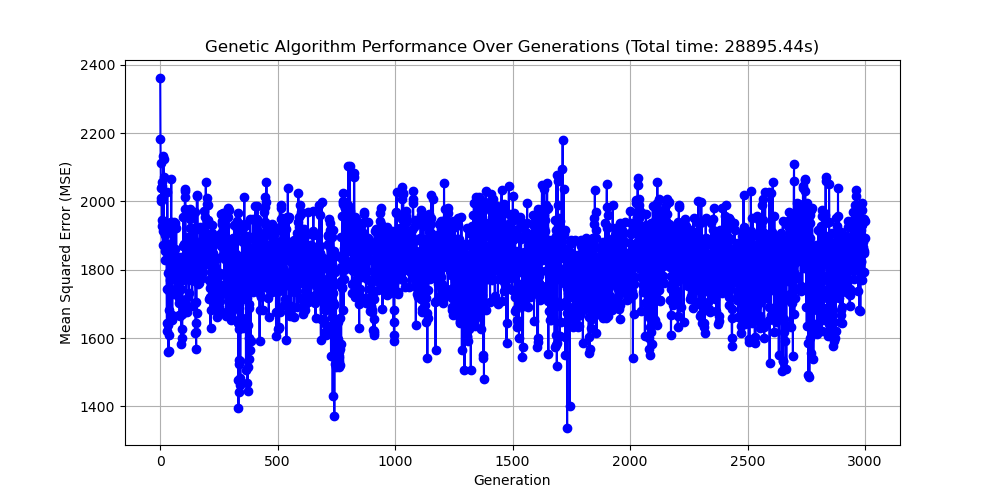 Genetic Algorithm Performance Over Generations (Total time: 28895.44s)
2400
2200
2000
1800
1600
1400
Mean Squared Error (MSE)
0 500 1000 1500 2000 2500 3000
Generation